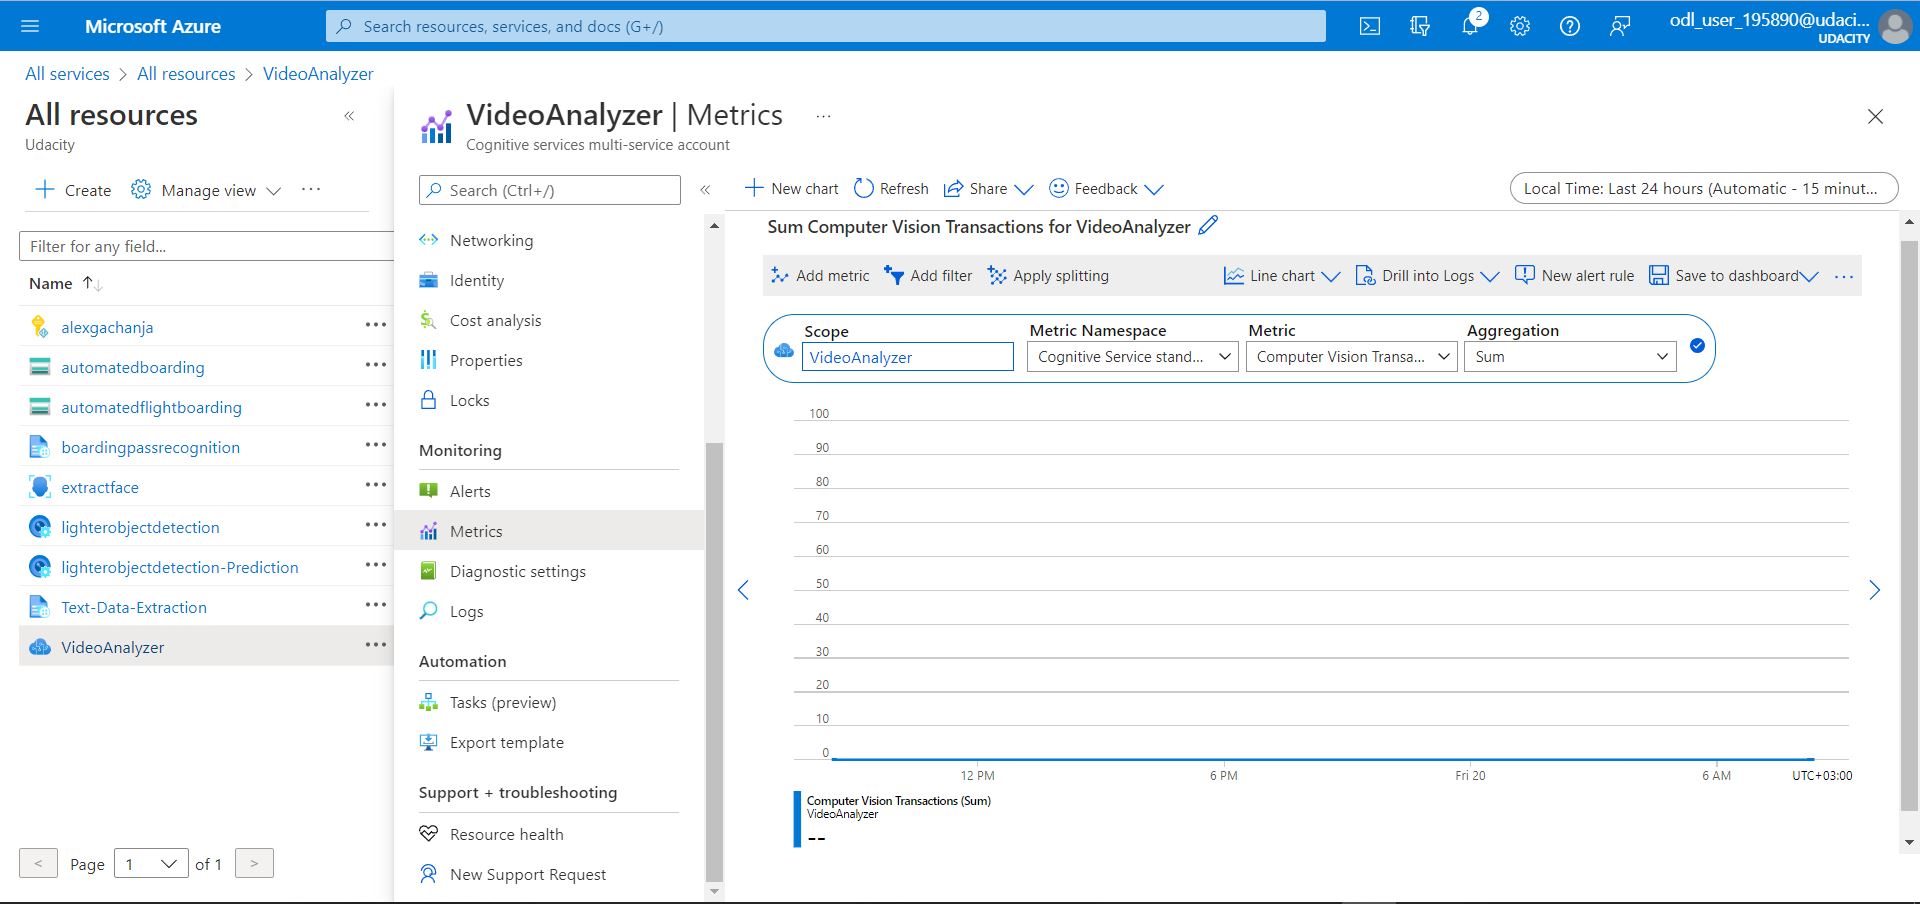 Microsoft Azure
Search resources, services, and docs (G+/)
2
odl_user_195890@udaci...
UDACITY
All services > All resources > VideoAnalyzer
All resources
Udacity
Create
Manage view
Filter for any field...
Name
alexgachanja
automatedboarding
automatedflightboarding
boardingpassrecognition
extractface
lighterobjectdetection
lighterobjectdetection-Prediction
Text-Data-Extraction
VideoAnalyzer
< Page 1 of 1 >
VideoAnalyzer | Metrics
Cognitive services multi-service account
Search (Ctrl+/)
Networking
Identity
Cost analysis
Properties
Locks
Monitoring
Alerts
Metrics
Diagnostic settings
Logs
Automation
Tasks (preview)
Export template
Support + troubleshooting
Resource health
New Support Request
New chart Refresh Share Feedback
Local Time: Last 24 hours (Automatic - 15 minut...
Sum Computer Vision Transactions for VideoAnalyzer
Add metric Add filter Apply splitting Line chart Drill into Logs New alert rule Save to dashboard
Scope Metric Namespace Metric Aggregation
VideoAnalyzer Cognitive Service stand... Computer Vision Transa... Sum
100
90
80
70
60
50
40
30
20
10
0
12 PM 6 PM Fri 20 6 AM UTC+03:00
Computer Vision Transactions (Sum)
VideoAnalyzer
--